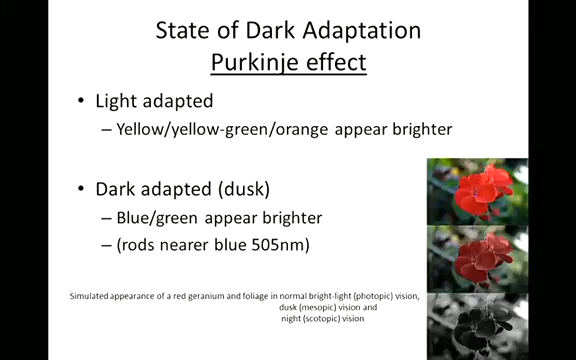 State of Dark Adaptation
Purkinje effect
• Light adapted
– Yellow/yellow-green/orange appear brighter
• Dark adapted (dusk)
– Blue/green appear brighter
– (rods nearer blue 505nm)
Simulated appearance of a red geranium and foliage in normal bright-light (photopic) vision,
dusk (mesopic) vision and
night (scotopic) vision